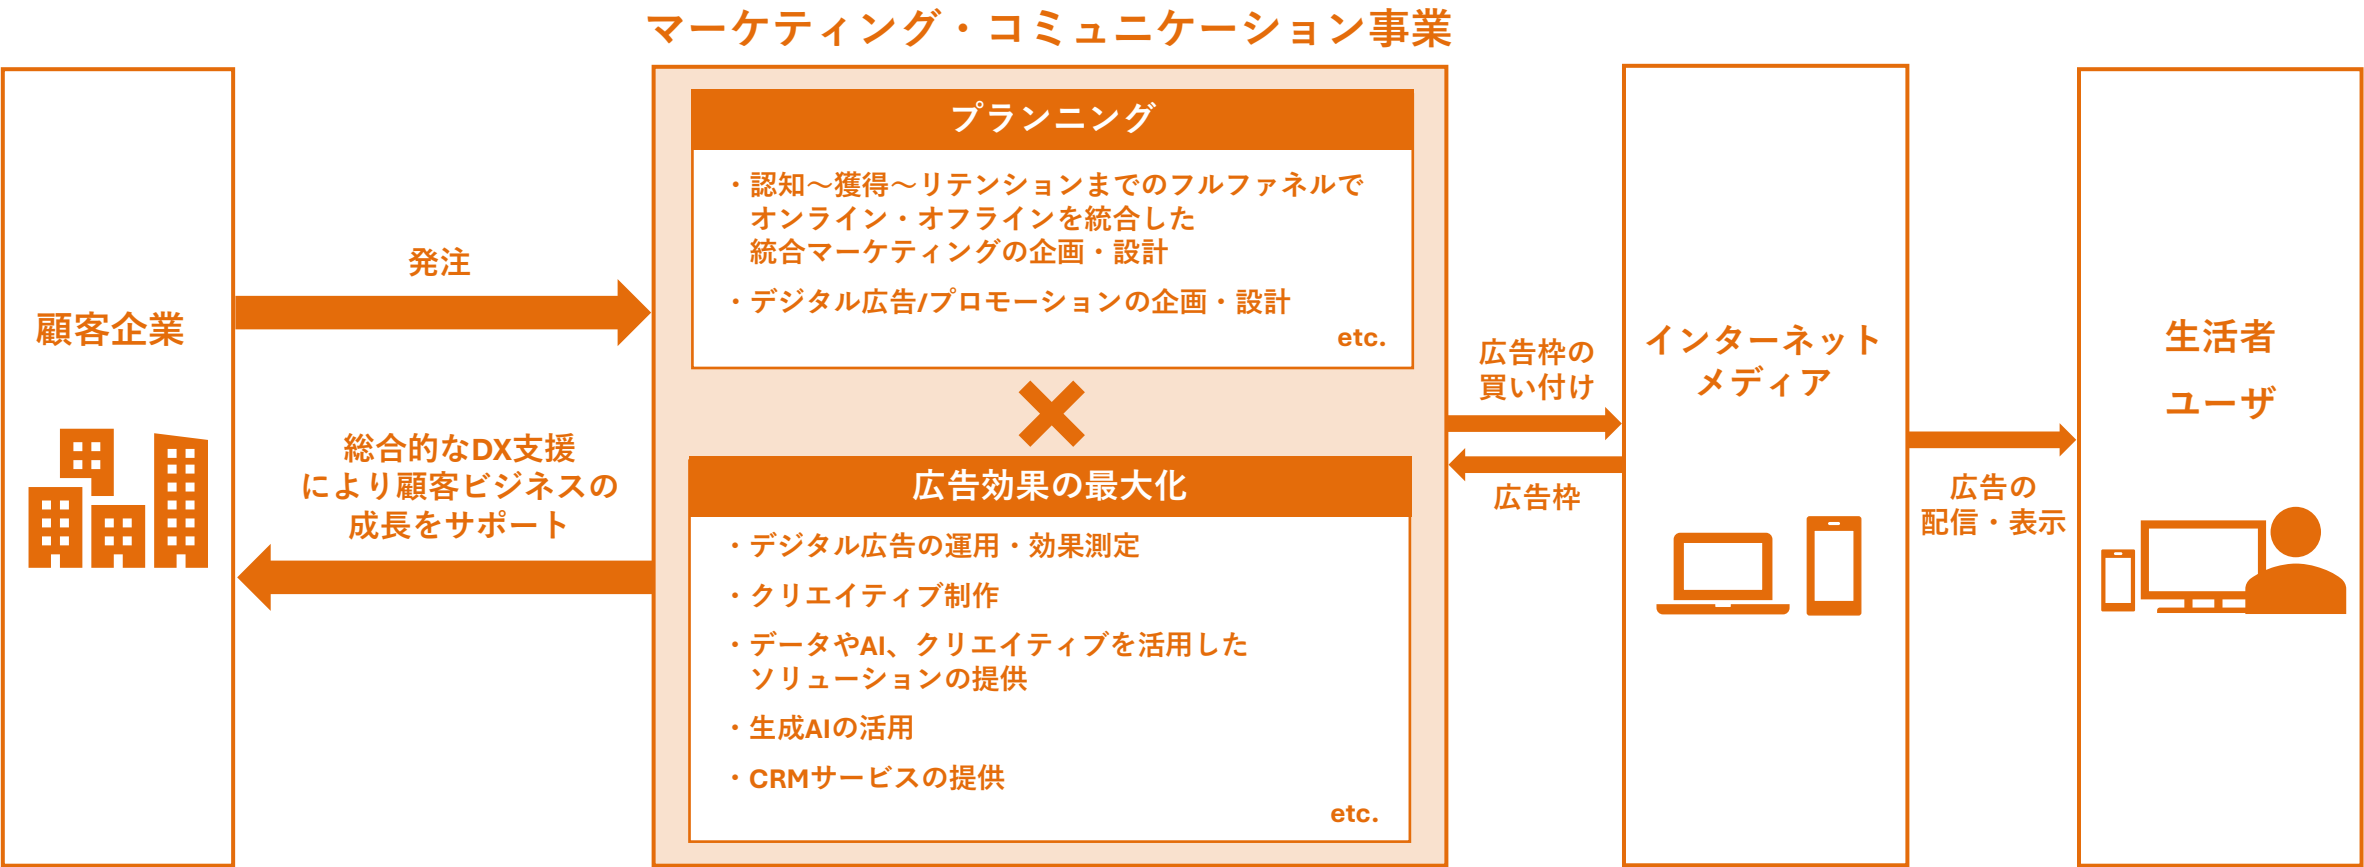 マーケティング・コミュニケーション事業
顧客企業
発注
総合的なDX支援
により顧客ビジネスの
成長をサポート
プランニング
・認知～獲得～リテンションまでのフルファネルで
オンライン・オフラインを統合した
統合マーケティングの企画・設計
・デジタル広告/プロモーションの企画・設計
etc.
広告効果の最大化
・デジタル広告の運用・効果測定
・クリエイティブ制作
・データやAI、クリエイティブを活用した
ソリューションの提供
・生成AIの活用
・CRMサービスの提供
etc.
広告枠の
買い付け
広告枠
インターネット
メディア
広告の
配信・表示
生活者
ユーザ